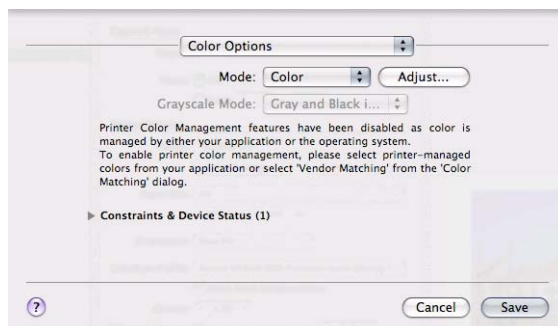 Color Options
Mode: Color Adjust...
Grayscale Mode: Gray and Black i...
Printer Color Management features have been disabled as color is
managed by either your application or the operating system.
To enable printer color management, please select printer-managed
colors from your application or select 'Vendor Matching' from the 'Color
Matching' dialog.
Constraints & Device Status (1)
? Cancel Save